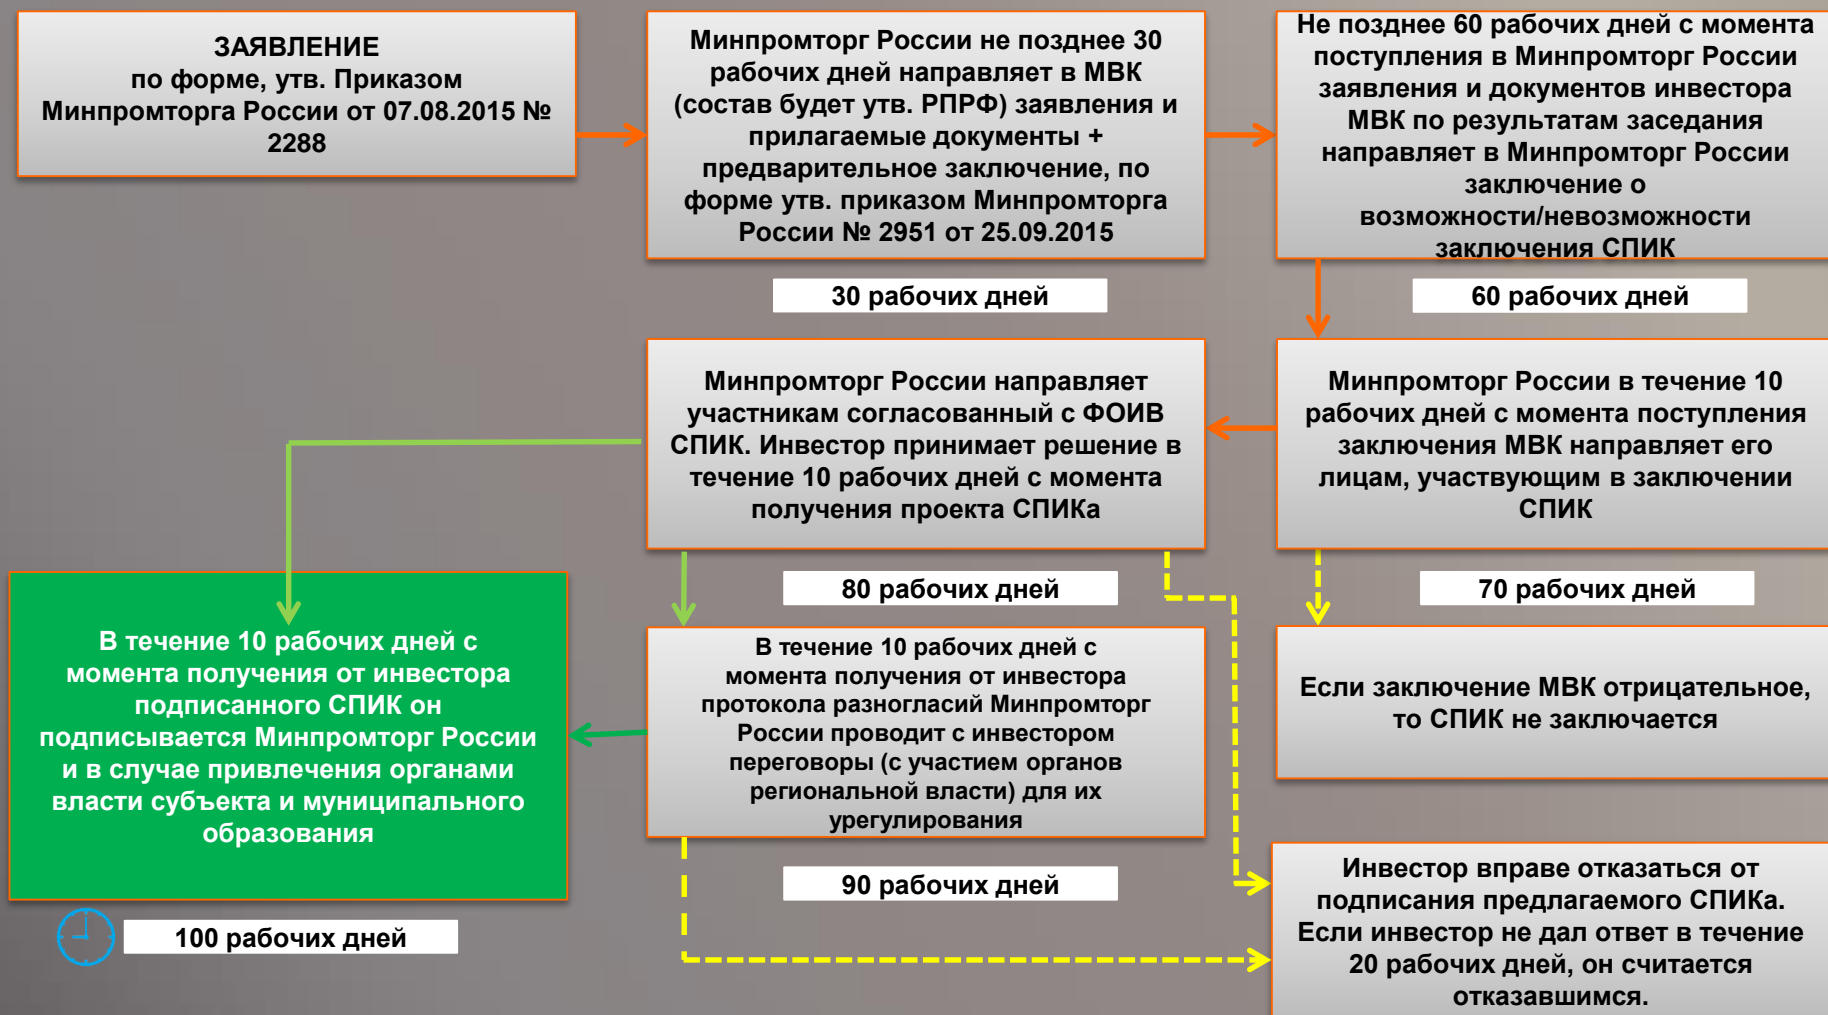 ЗАЯВЛЕНИЕ
по форме, утв. Приказом
Минпромторга России от 07.08.2015 №
2288
Минпромторг России не позднее 30
рабочих дней направляет в МВК
(состав будет утв. РПРФ) заявления и
прилагаемые документы +
предварительное заключение, по
форме утв. приказом Минпромторга
России № 2951 от 25.09.2015
30 рабочих дней
Не позднее 60 рабочих дней с момента
поступления в Минпромторг России
заявления и документов инвестора
МВК по результатам заседания
направляет в Минпромторг России
заключение о
возможности/невозможности
заключения СПИК
60 рабочих дней
Минпромторг России в течение 10
рабочих дней с момента поступления
заключения МВК направляет его
лицам, участвующим в заключении
СПИК
70 рабочих дней
Минпромторг России направляет
участникам согласованный с ФОИВ
СПИК. Инвестор принимает решение в
течение 10 рабочих дней с момента
получения проекта СПИКа
80 рабочих дней
Если заключение МВК отрицательное,
то СПИК не заключается
В течение 10 рабочих дней с
момента получения от инвестора
протокола разногласий Минпромторг
России проводит с инвестором
переговоры (с участием органов
региональной власти) для их
урегулирования
90 рабочих дней
Инвестор вправе отказаться от
подписания предлагаемого СПИКа.
Если инвестор не дал ответ в течение
20 рабочих дней, он считается
отказавшимся.
В течение 10 рабочих дней с
момента получения от инвестора
подписанного СПИК он
подписывается Минпромторг России
и в случае привлечения органами
власти субъекта и муниципального
образования
100 рабочих дней